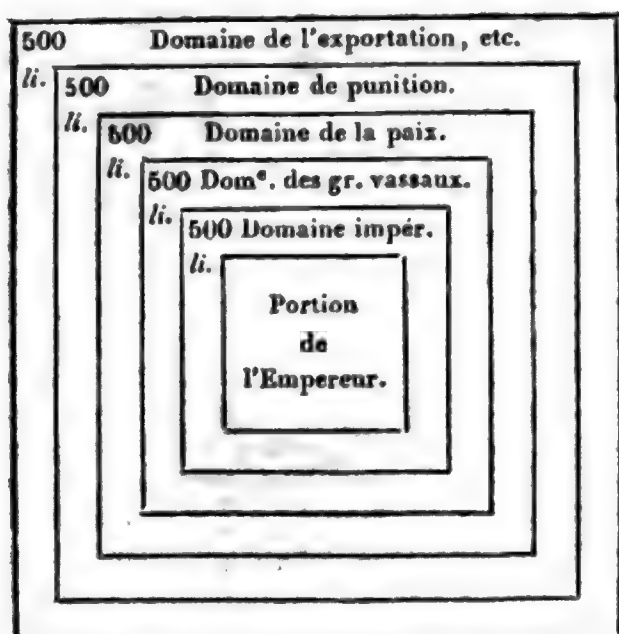 500 Domaine de l'exportation, etc.
li. 500 Domaine de punition.
li. 500 Domaine de la paix.
li. 500 Dome. des gr. vassaux.
li. 500 Domaine impér.
li.
Portion
de
l'Empereur.